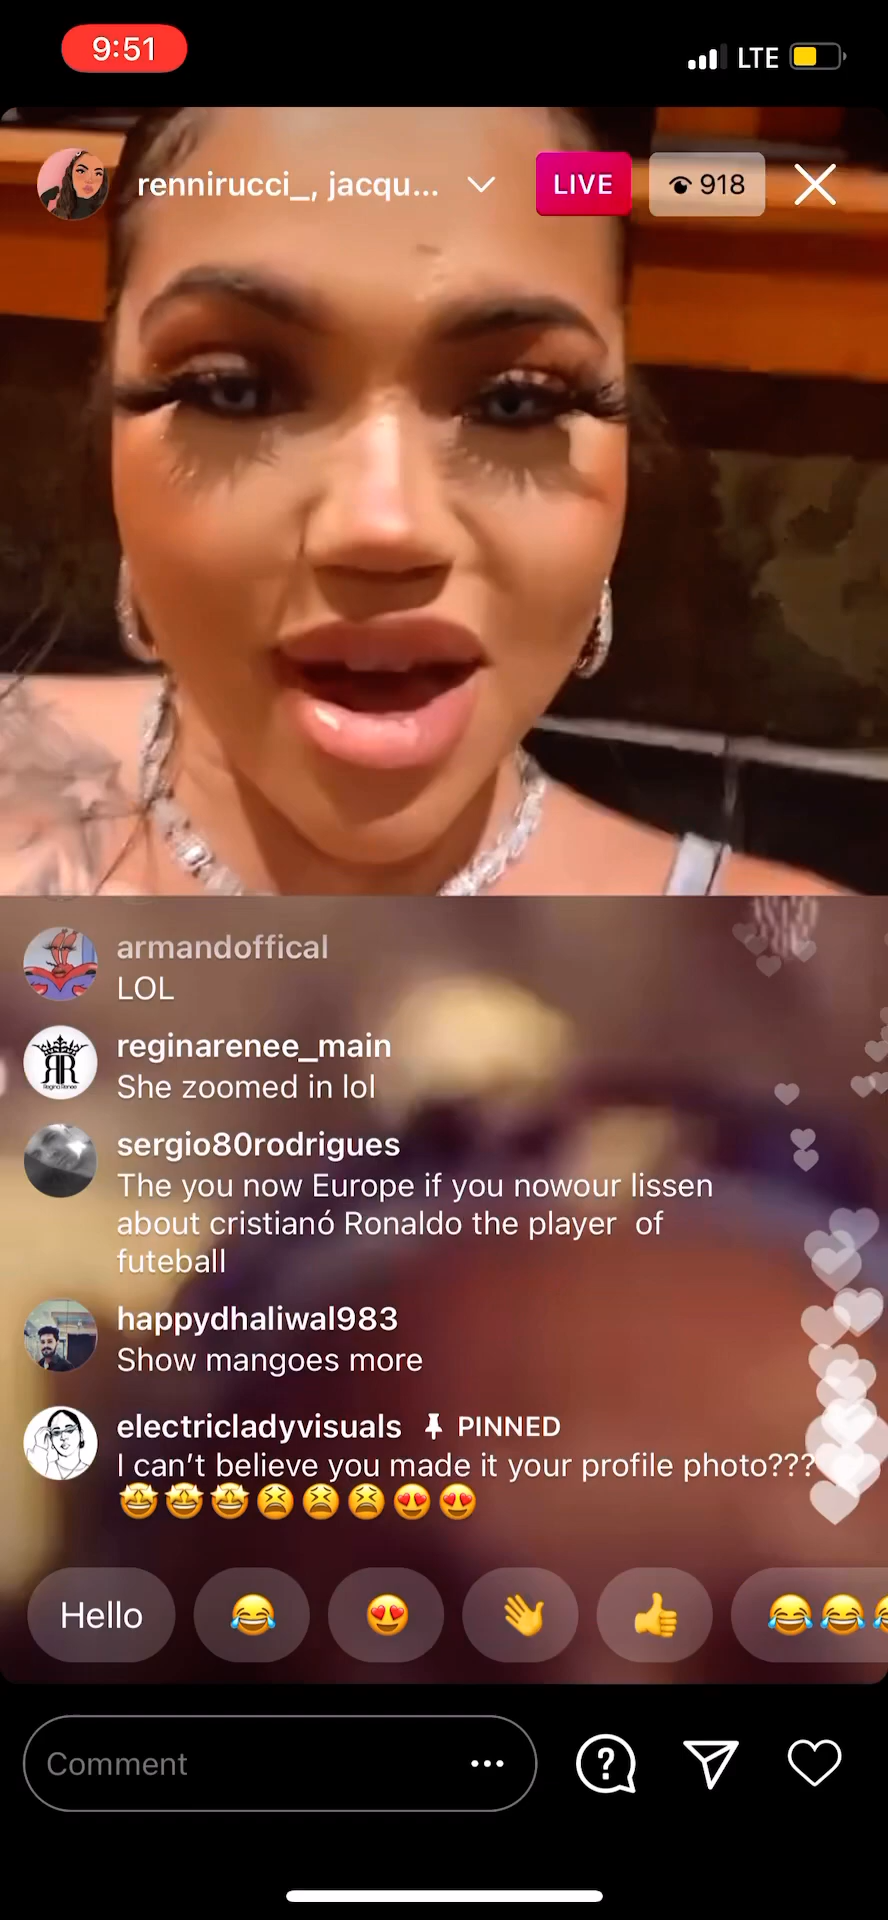 9:51
LTE
rennirucci_, jacqu...
LIVE
918
armandoffical
LOL
reginarenee_main
She zoomed in lol
sergio80rodrigues
The you now Europe if you nowour lissen
about cristianó Ronaldo the player of
futeball
happydhaliwal983
Show mangoes more
electricladyvisuals PINNED
I can’t believe you made it your profile photo???
🤩🤩🤩😫😫😫😍😍
Hello 😂 😍 👋 👍 😂😂
Comment